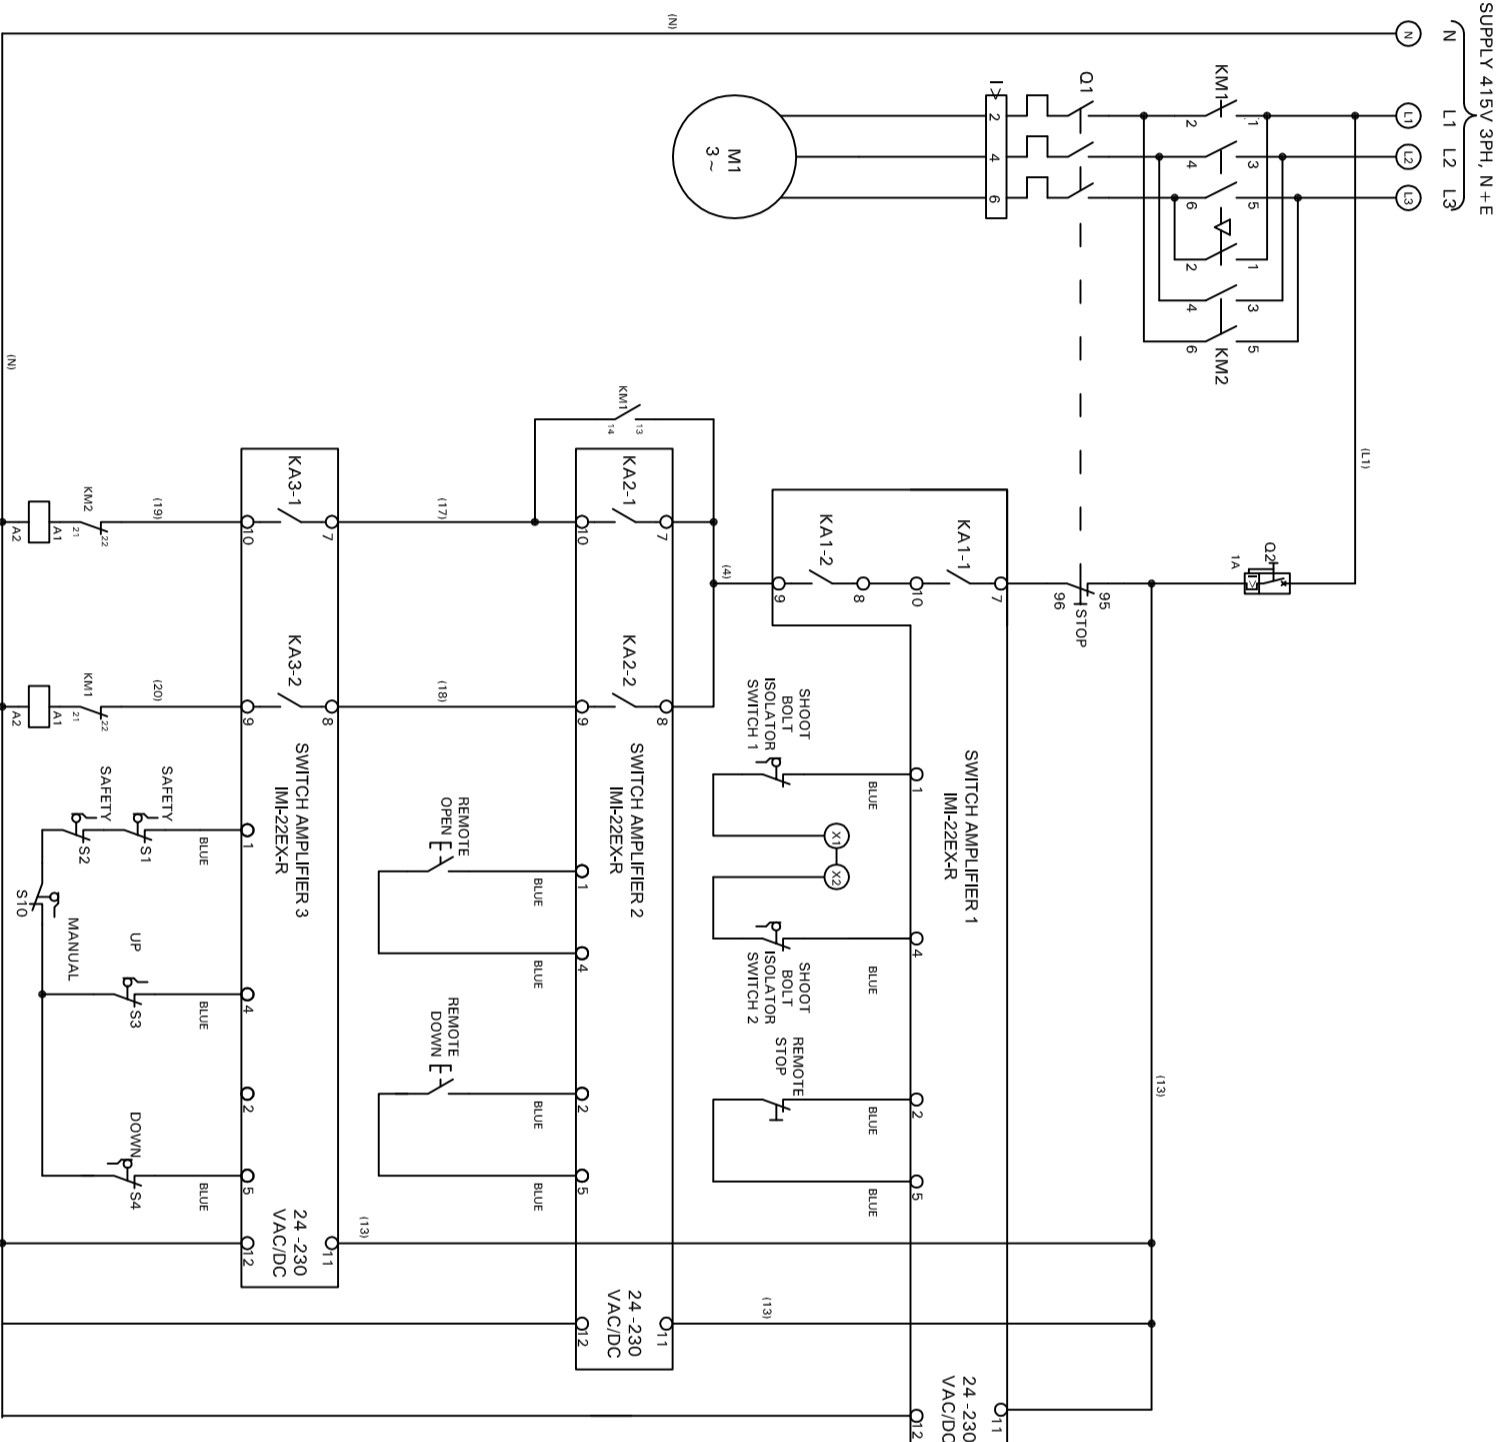 SUPPLY 415V 3PH, N+E
N
L1
L2
L3
N
L1
L2
L3
(N)
(L1)
KM1
1
2
3
4
5
6
1
2
3
4
5
6
KM2
Q1
I>
2
4
6
M1
3 ~
Q2
1A
I>
95
96
STOP
(13)
KA1-1
7
10
KA1-2
8
9
SWITCH AMPLIFIER 1
IMI-22EX-R
1
4
2
5
24 -230
VAC/DC
11
12
BLUE
BLUE
BLUE
BLUE
SHOOT
BOLT
ISOLATOR
SWITCH 1
X1
X2
SHOOT
BOLT
ISOLATOR
SWITCH 2
REMOTE
STOP
(4)
KM1
13
14
KA2-1
7
10
KA2-2
8
9
SWITCH AMPLIFIER 2
IMI-22EX-R
1
4
2
5
24 -230
VAC/DC
11
12
(13)
BLUE
BLUE
BLUE
BLUE
REMOTE
OPEN
REMOTE
DOWN
(17)
(18)
KA3-1
7
10
KA3-2
8
9
SWITCH AMPLIFIER 3
IMI-22EX-R
1
4
2
5
24 -230
VAC/DC
11
12
(13)
BLUE
BLUE
BLUE
SAFETY
S1
SAFETY
S2
S10
MANUAL
UP
S3
DOWN
S4
(19)
(20)
KM2
22
21
A1
A2
KM1
22
21
A1
A2
(N)